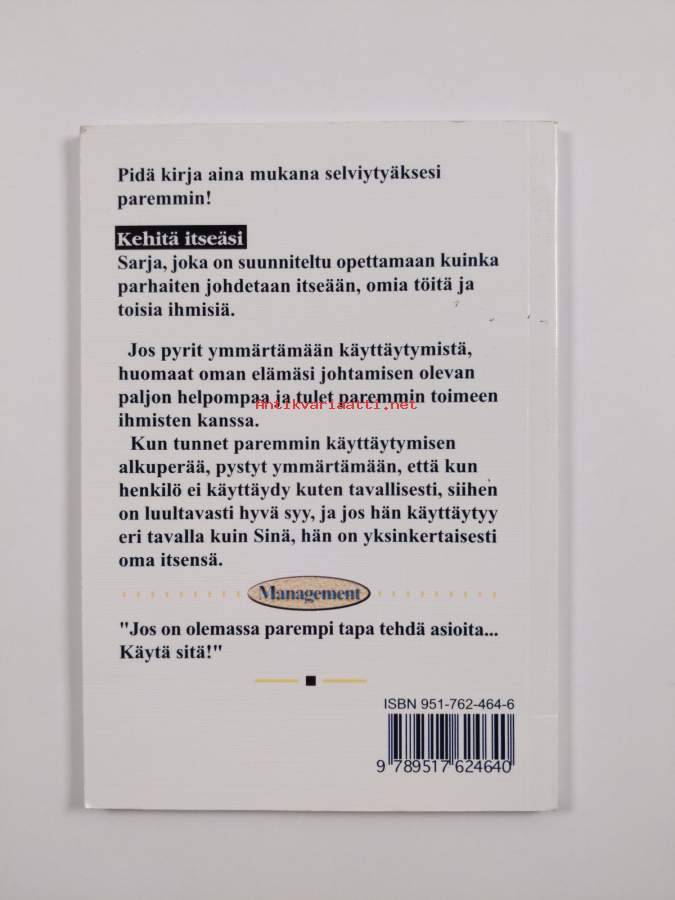 Pidä kirja aina mukana selviytyäksesi
paremmin!
Kehitä itseäsi
Sarja, joka on suunniteltu opettamaan kuinka
parhaiten johdetaan itseään, omia töitä ja
toisia ihmisiä.
Jos pyrit ymmärtämään käyttäytymistä,
huomaat oman elämäsi johtamisen olevan
paljon helpompaa ja tulet paremmin toimeen
Antikvariaatti.net
ihmisten kanssa.
Kun tunnet paremmin käyttäytymisen
alkuperää, pystyt ymmärtämään, että kun
henkilö ei käyttäydy kuten tavallisesti, siihen
on luultavasti hyvä syy, ja jos hän käyttäytyy
eri tavalla kuin Sinä, hän on yksinkertaisesti
oma itsensä.
Management
"Jos on olemassa parempi tapa tehdä asioita...
Käytä sitä!"
ISBN 951-762-464-6
9 789517 624640